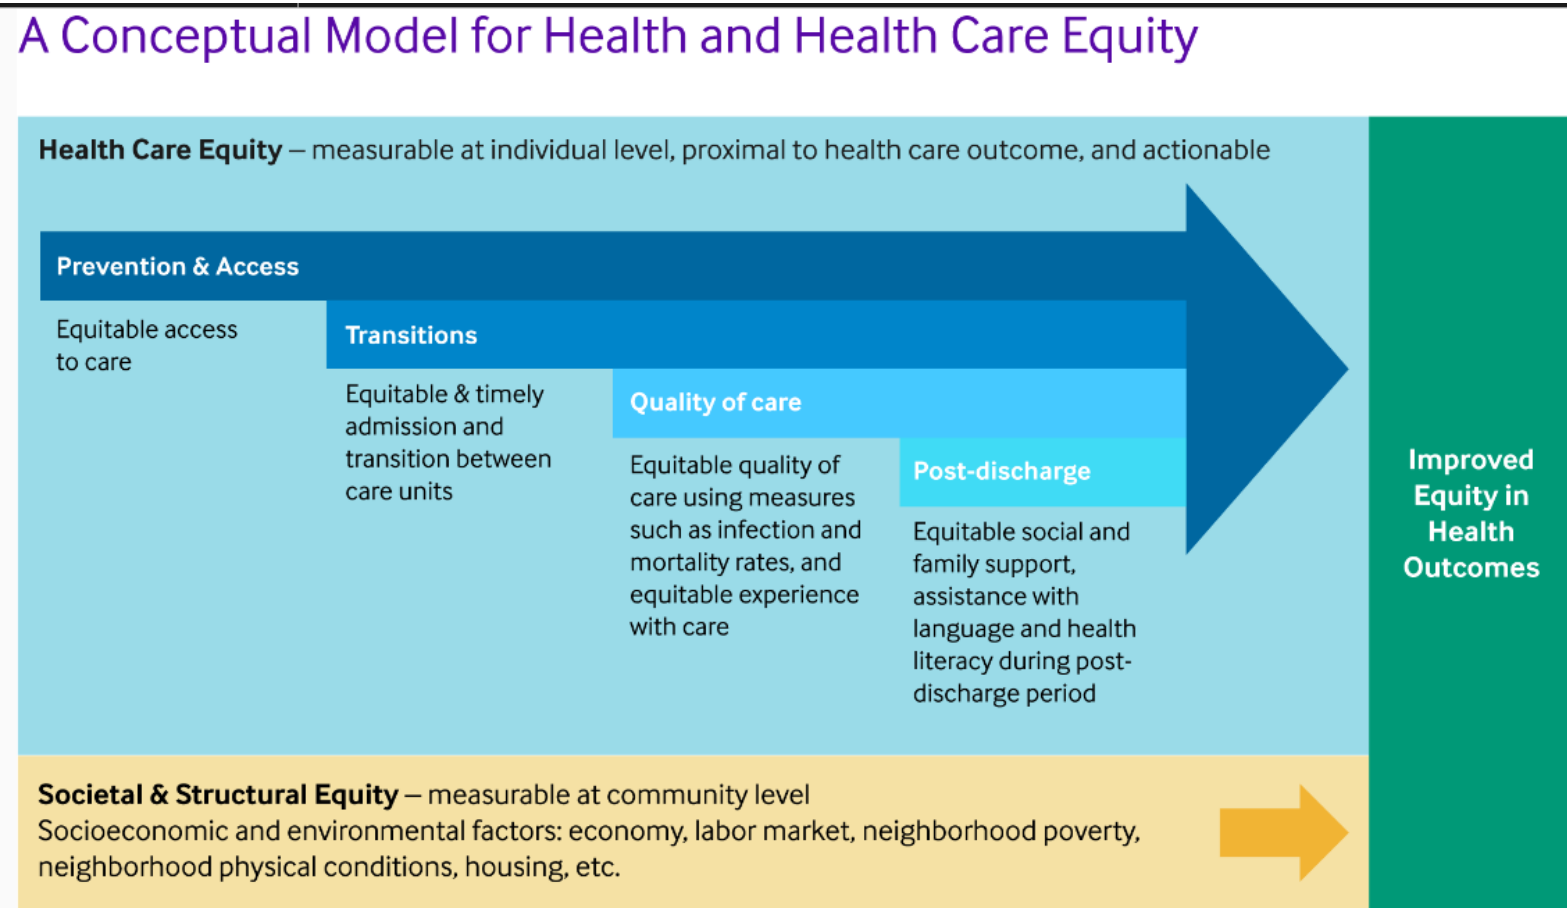 A Conceptual Model for Health and Health Care Equity
Health Care Equity – measurable at individual level, proximal to health care outcome, and actionable
Prevention & Access
Equitable access
to care
Transitions
Equitable & timely
admission and
transition between
care units
Quality of care
Equitable quality of
care using measures
such as infection and
mortality rates, and
equitable experience
with care
Post-discharge
Equitable social and
family support,
assistance with
language and health
literacy during post-
discharge period
Improved
Equity in
Health
Outcomes
Societal & Structural Equity – measurable at community level
Socioeconomic and environmental factors: economy, labor market, neighborhood poverty,
neighborhood physical conditions, housing, etc.